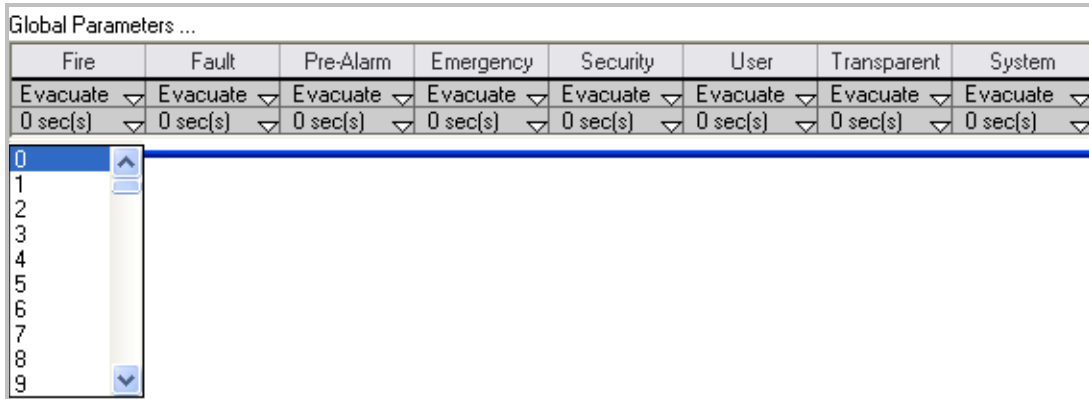 Global Parameters ...
Fire Fault Pre-Alarm Emergency Security User Transparent System
Evacuate Evacuate Evacuate Evacuate Evacuate Evacuate Evacuate Evacuate
0 sec(s) 0 sec(s) 0 sec(s) 0 sec(s) 0 sec(s) 0 sec(s) 0 sec(s) 0 sec(s)
0
1
2
3
4
5
6
7
8
9